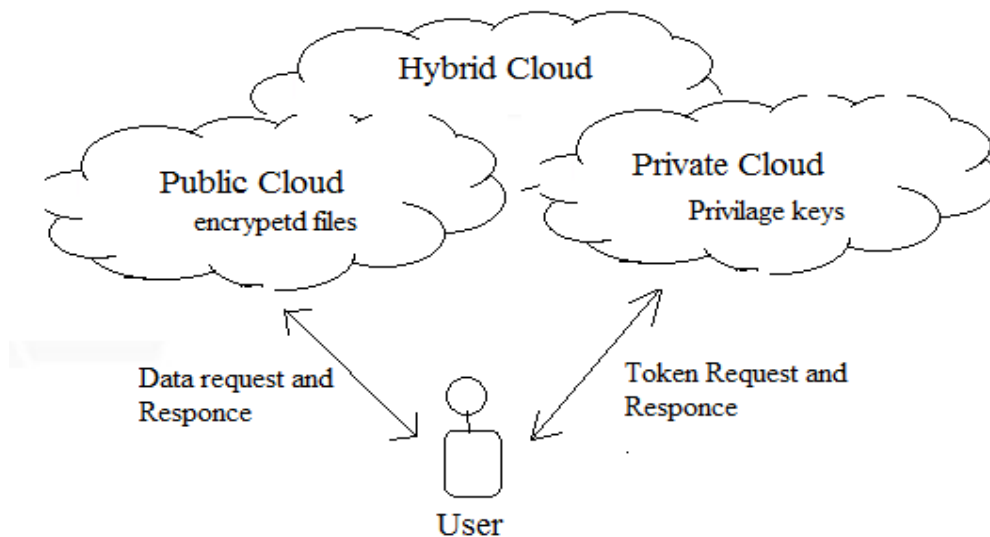 Hybrid Cloud
Public Cloud
encrypetd files
Private Cloud
Privilage keys
Data request and
Responce
Token Request and
Responce
User